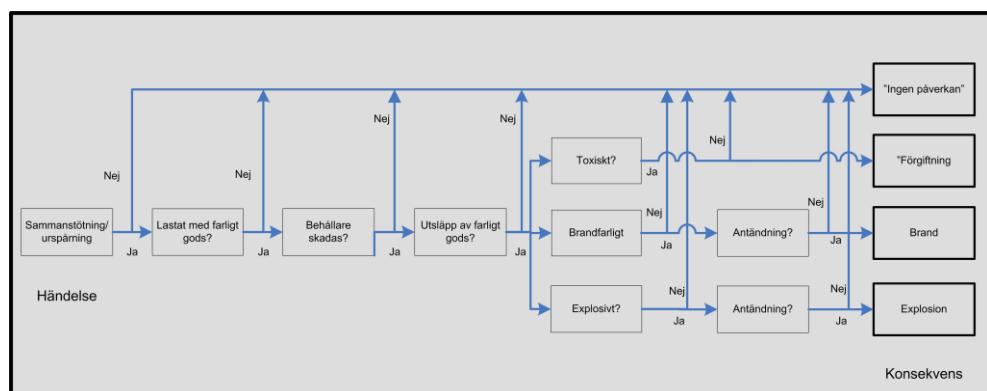 "Ingen påverkan"
Nej
Nej
Nej
Nej
Nej
Nej
Toxiskt?
Ja
"Förgiftning
Sammanstötning/
urspårning
Ja
Lastat med farligt
gods?
Ja
Behållare
skadas?
Ja
Utsläpp av farligt
gods?
Ja
Brandfarligt
Nej
Ja
Antändning?
Nej
Ja
Brand
Händelse
Explosivt?
Nej
Ja
Antändning?
Nej
Ja
Explosion
Konsekvens